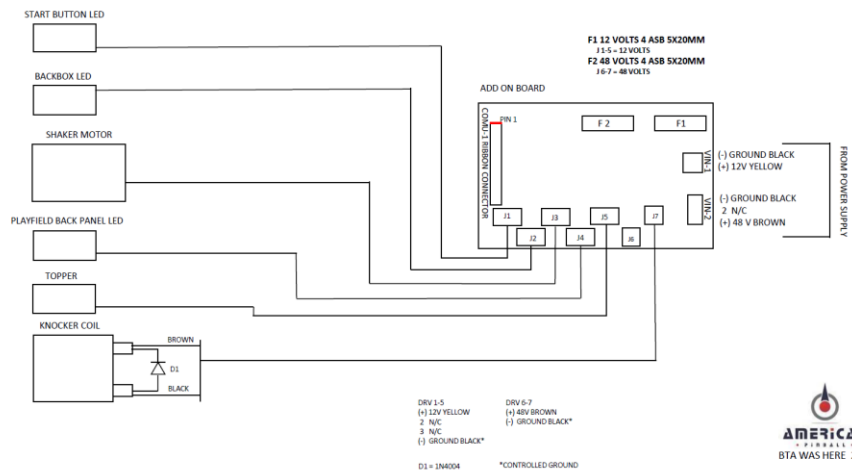 START BUTTON LED
BACKBOX LED
SHAKER MOTOR
PLAYFIELD BACK PANEL LED
TOPPER
KNOCKER COIL
BROWN
D1
BLACK
F1 12 VOLTS 4 ASB 5X20MM
J 1-5 = 12 VOLTS
F2 48 VOLTS 4 ASB 5X20MM
J 6-7 = 48 VOLTS
ADD ON BOARD
COMU-1 RIBBON CONNECTOR
PIN 1
F 2
F1
VIN-1
VIN-2
J1
J2
J3
J4
J5
J6
J7
(-) GROUND BLACK
(+) 12V YELLOW
(-) GROUND BLACK
2 N/C
(+) 48 V BROWN
FROM POWER SUPPLY
DRV 1-5
(+) 12V YELLOW
2 N/C
3 N/C
(-) GROUND BLACK*
DRV 6-7
(+) 48V BROWN
(-) GROUND BLACK*
D1 = 1N4004
*CONTROLLED GROUND
AMERICA
PINBALL
BTA WAS HERE